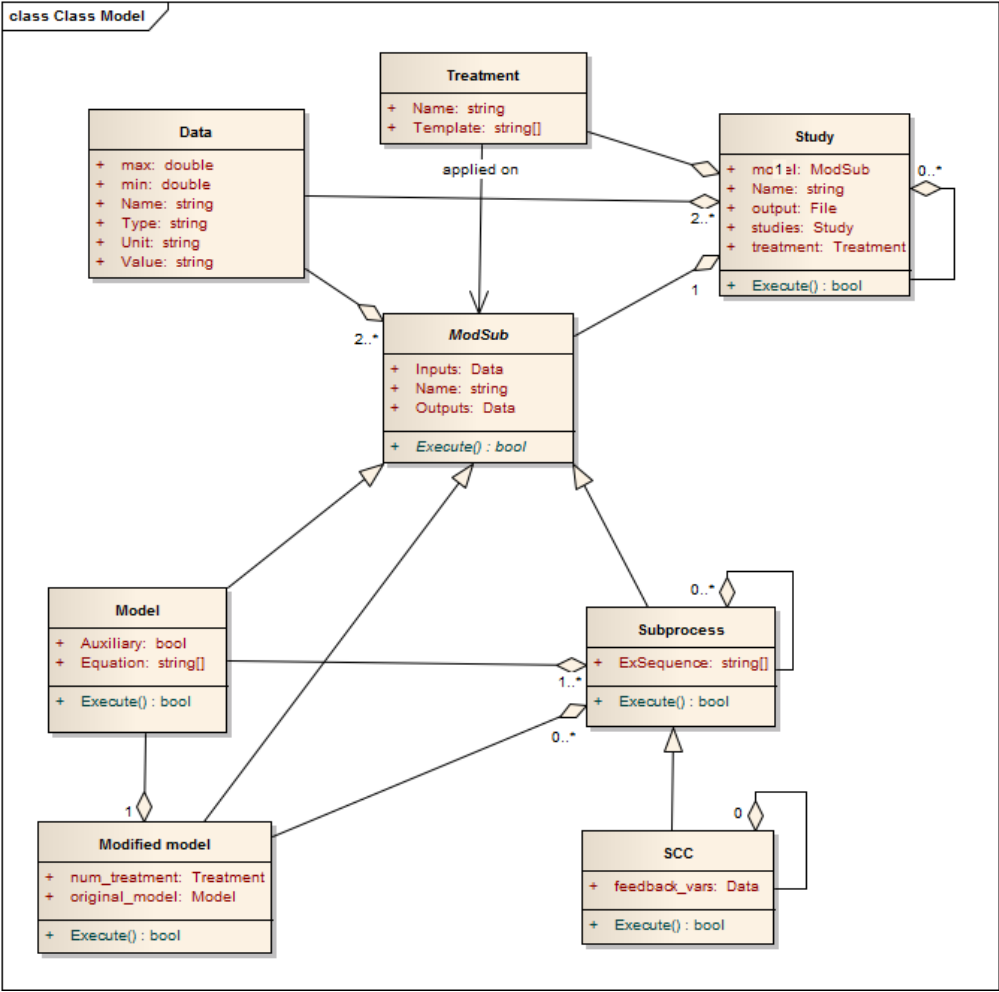 class Class Model
Treatment
+ Name: string
+ Template: string[]
applied on
Data
+ max: double
+ min: double
+ Name: string
+ Type: string
+ Unit: string
+ Value: string
Study
1
+ Name: string
+ output: File
+ studies: Study
+ treatment: Treatment
+ Execute() : bool
0..*
2..*
1
2..*
ModSub
+ Inputs: Data
+ Name: string
+ Outputs: Data
+ Execute() : bool
Model
+ Auxiliary: bool
+ Equation: string[]
+ Execute() : bool
0..*
Subprocess
+ ExSequence: string[]
+ Execute() : bool
1..*
0..*
1
Modified model
+ num_treatment: Treatment
+ original_model: Model
+ Execute() : bool
0
SCC
+ feedback_vars: Data
+ Execute() : bool